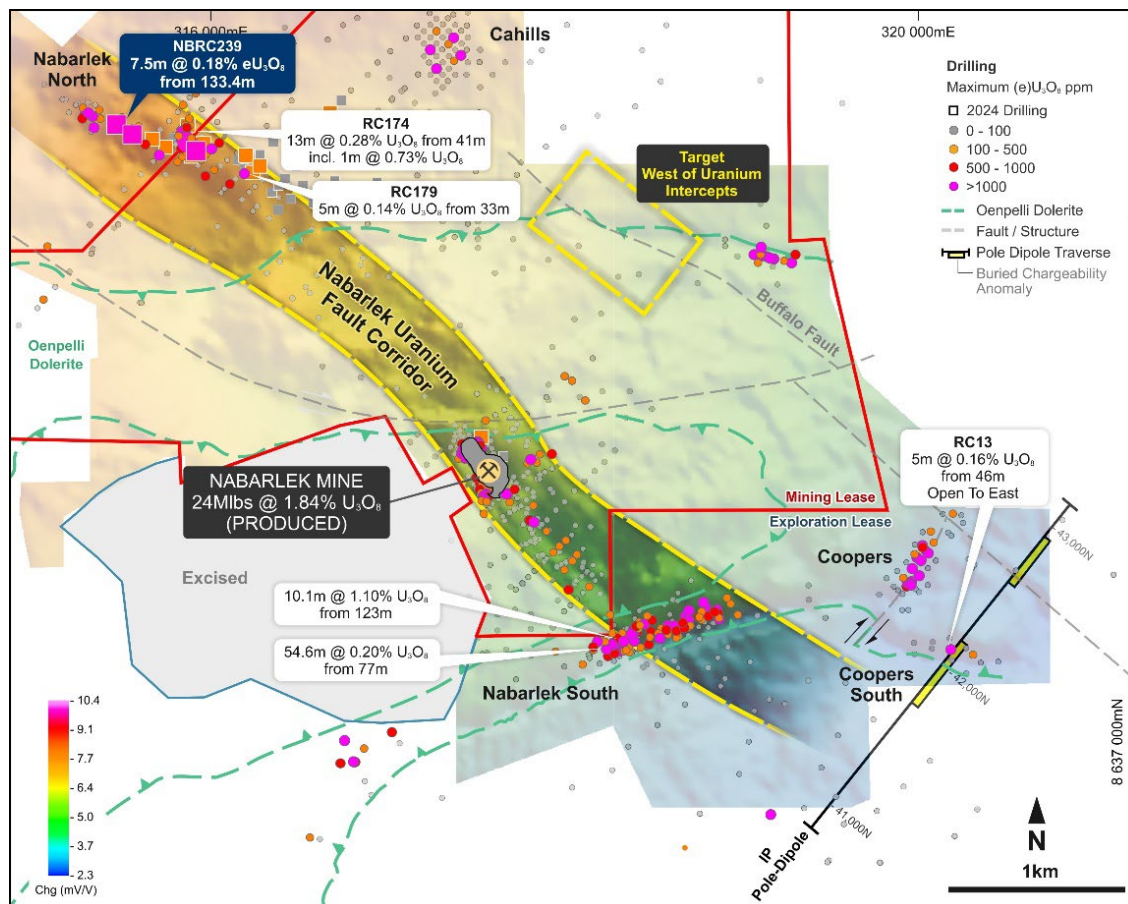 316 000mE
320 000mE
Cahills
Nabarlek
North
NBRC239
7.5m @ 0.18% eU₃O₈
from 133.4m
RC174
13m @ 0.28% U₃O₈ from 41m
incl. 1m @ 0.73% U₃O₈
RC179
5m @ 0.14% U₃O₈ from 33m
Target
West of Uranium
Intercepts
Drilling
Maximum (e)U₃O₈ ppm
2024 Drilling
0 - 100
100 - 500
500 - 1000
>1000
Oenpelli Dolerite
Fault / Structure
Pole Dipole Traverse
Buried Chargeability
Anomaly
Nabarlek Uranium
Fault Corridor
Buffalo Fault
Oenpelli
Dolerite
NABARLEK MINE
24Mlbs @ 1.84% U₃O₈
(PRODUCED)
Excised
Mining Lease
Exploration Lease
RC13
5m @ 0.16% U₃O₈
from 46m
Open To East
Coopers
43,000N
10.1m @ 1.10% U₃O₈
from 123m
54.6m @ 0.20% U₃O₈
from 77m
Nabarlek South
Coopers
South
42,000N
41,000N
IP
Pole-Dipole
8 637 000mN
10.4
9.1
7.7
6.4
5.0
3.7
2.3
Chg (mV/V)
N
1km